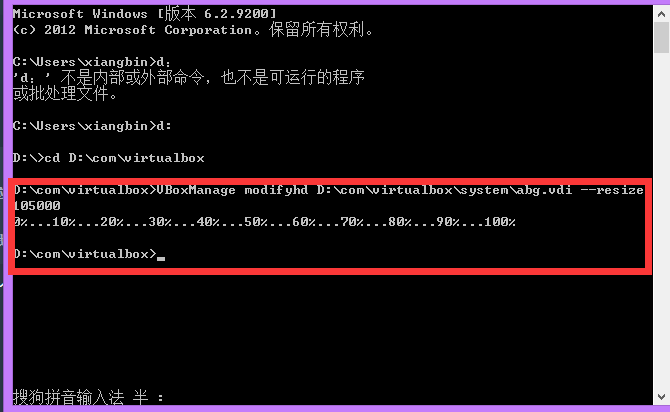 Microsoft Windows [版本 6.2.9200]
(c) 2012 Microsoft Corporation。保留所有权利。
C:\Users\xiangbin>d;
'd;' 不是内部或外部命令，也不是可运行的程序
或批处理文件。
C:\Users\xiangbin>d:
D:\>cd D:\com\virtualbox
D:\com\virtualbox>VBoxManage modifyhd D:\com\virtualbox\system\abg.vdi --resize
105000
0%...10%...20%...30%...40%...50%...60%...70%...80%...90%...100%
D:\com\virtualbox>_
搜狗拼音输入法 半 ：